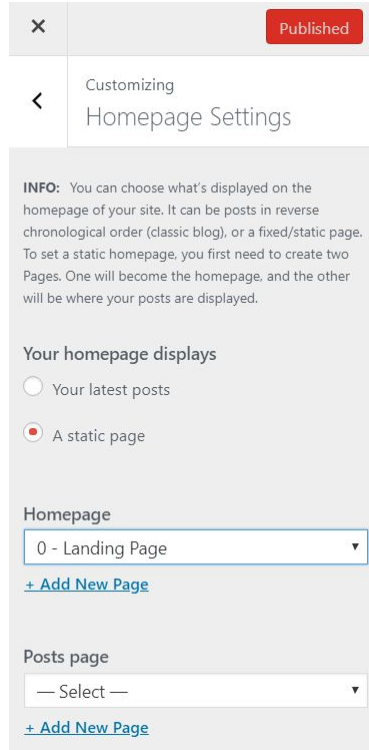 Published
Customizing
Homepage Settings
INFO: You can choose what's displayed on the
homepage of your site. It can be posts in reverse
chronological order (classic blog), or a fixed/static page.
To set a static homepage, you first need to create two
Pages. One will become the homepage, and the other
will be where your posts are displayed.
Your homepage displays
Your latest posts
A static page
Homepage
0 - Landing Page
+ Add New Page
Posts page
— Select —
+ Add New Page